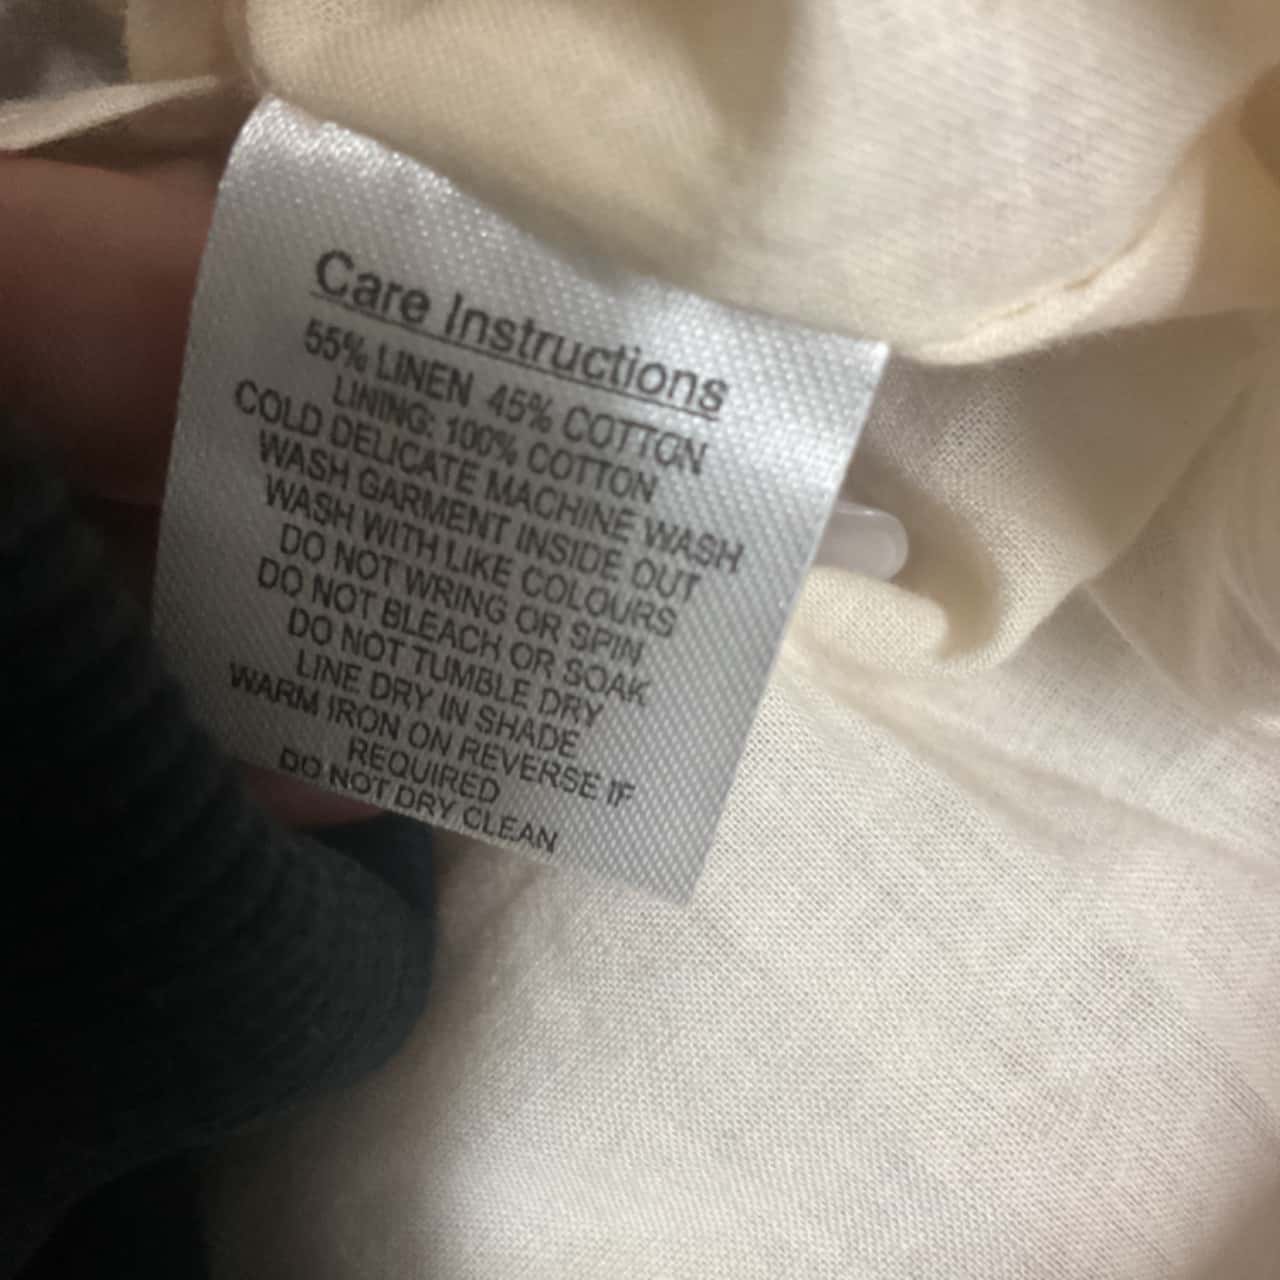 Care Instructions
55% LINEN 45% COTTON
LINING: 100% COTTON
COLD DELICATE MACHINE WASH
WASH GARMENT INSIDE OUT
WASH WITH LIKE COLOURS
DO NOT WRING OR SPIN
DO NOT BLEACH OR SOAK
DO NOT TUMBLE DRY
LINE DRY IN SHADE
WARM IRON ON REVERSE IF
REQUIRED
DO NOT DRY CLEAN